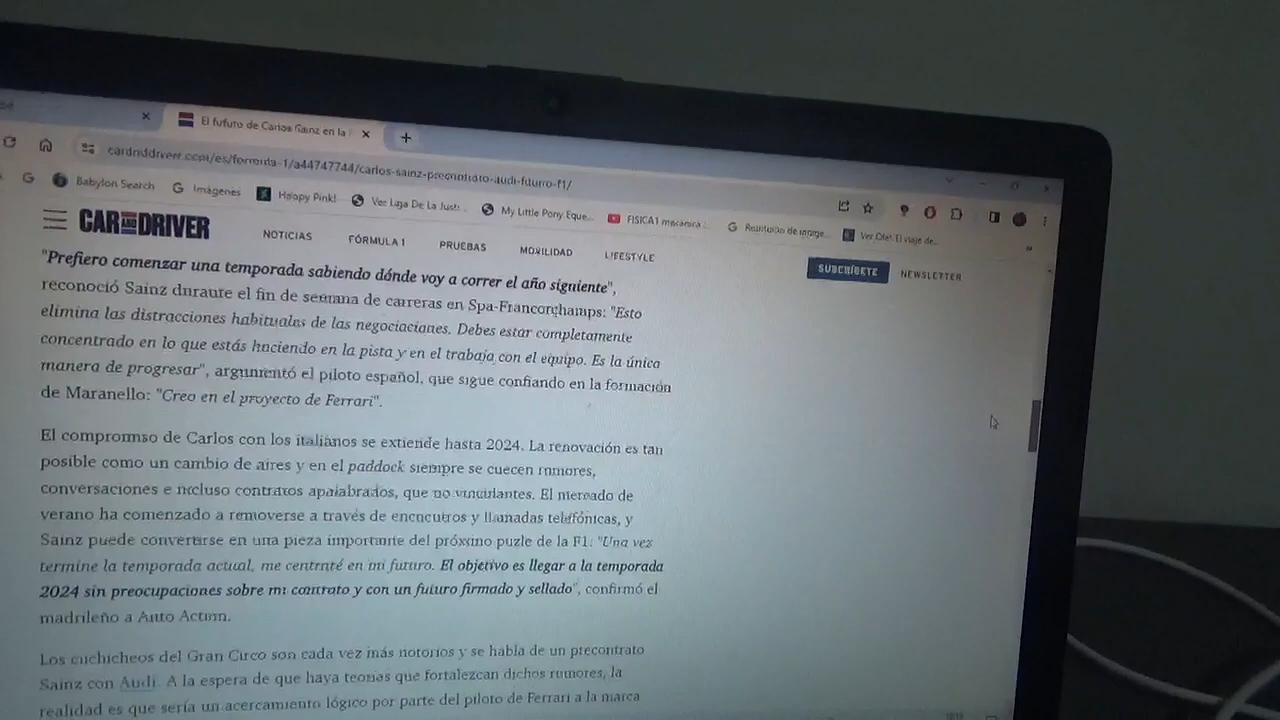 El futuro de Carlos Sainz en la
caranddriver.com/es/formula-1/a44747744/carlos-sainz-precontrato-audi-futuro-f1/
Babylon Search
Imágenes
Happy Pink!
Ver Liga De La Just...
My Little Pony Eque...
FISICA1 mecánica
Ver Olé! El viaje de...
CAR AND DRIVER
NOTICIAS
FÓRMULA 1
PRUEBAS
MOVILIDAD
LIFESTYLE
SUBSCRÍBETE
NEWSLETTER
"Prefiero comenzar una temporada sabiendo dónde voy a correr el año siguiente",
reconoció Sainz durante el fin de semana de carreras en Spa-Francorchamps: "Esto
elimina las distracciones habituales de las negociaciones. Debes estar completamente
concentrado en lo que estás haciendo en la pista y en el trabajo con el equipo. Es la única
manera de progresar", argumentó el piloto español, que sigue confiando en la formación
de Maranello: "Creo en el proyecto de Ferrari".
El compromiso de Carlos con los italianos se extiende hasta 2024. La renovación es tan
posible como un cambio de aires y en el paddock siempre se cuecen rumores,
conversaciones e incluso contratos apalabrados, que no vinculantes. El mercado de
verano ha comenzado a removerse a través de encuentros y llamadas telefónicas, y
Sainz puede convertirse en una pieza importante del próximo puzle de la F1: "Una vez
termine la temporada actual, me centraré en mi futuro. El objetivo es llegar a la temporada
2024 sin preocupaciones sobre mi contrato y con un futuro firmado y sellado", confirmó el
madrileño a Auto Action.
Los cuchicheos del Gran Circo son cada vez más notorios y se habla de un precontrato
Sainz con Audi. A la espera de que haya teorías que fortalezcan dichos rumores, la
realidad es que sería un acercamiento lógico por parte del piloto de Ferrari a la marca